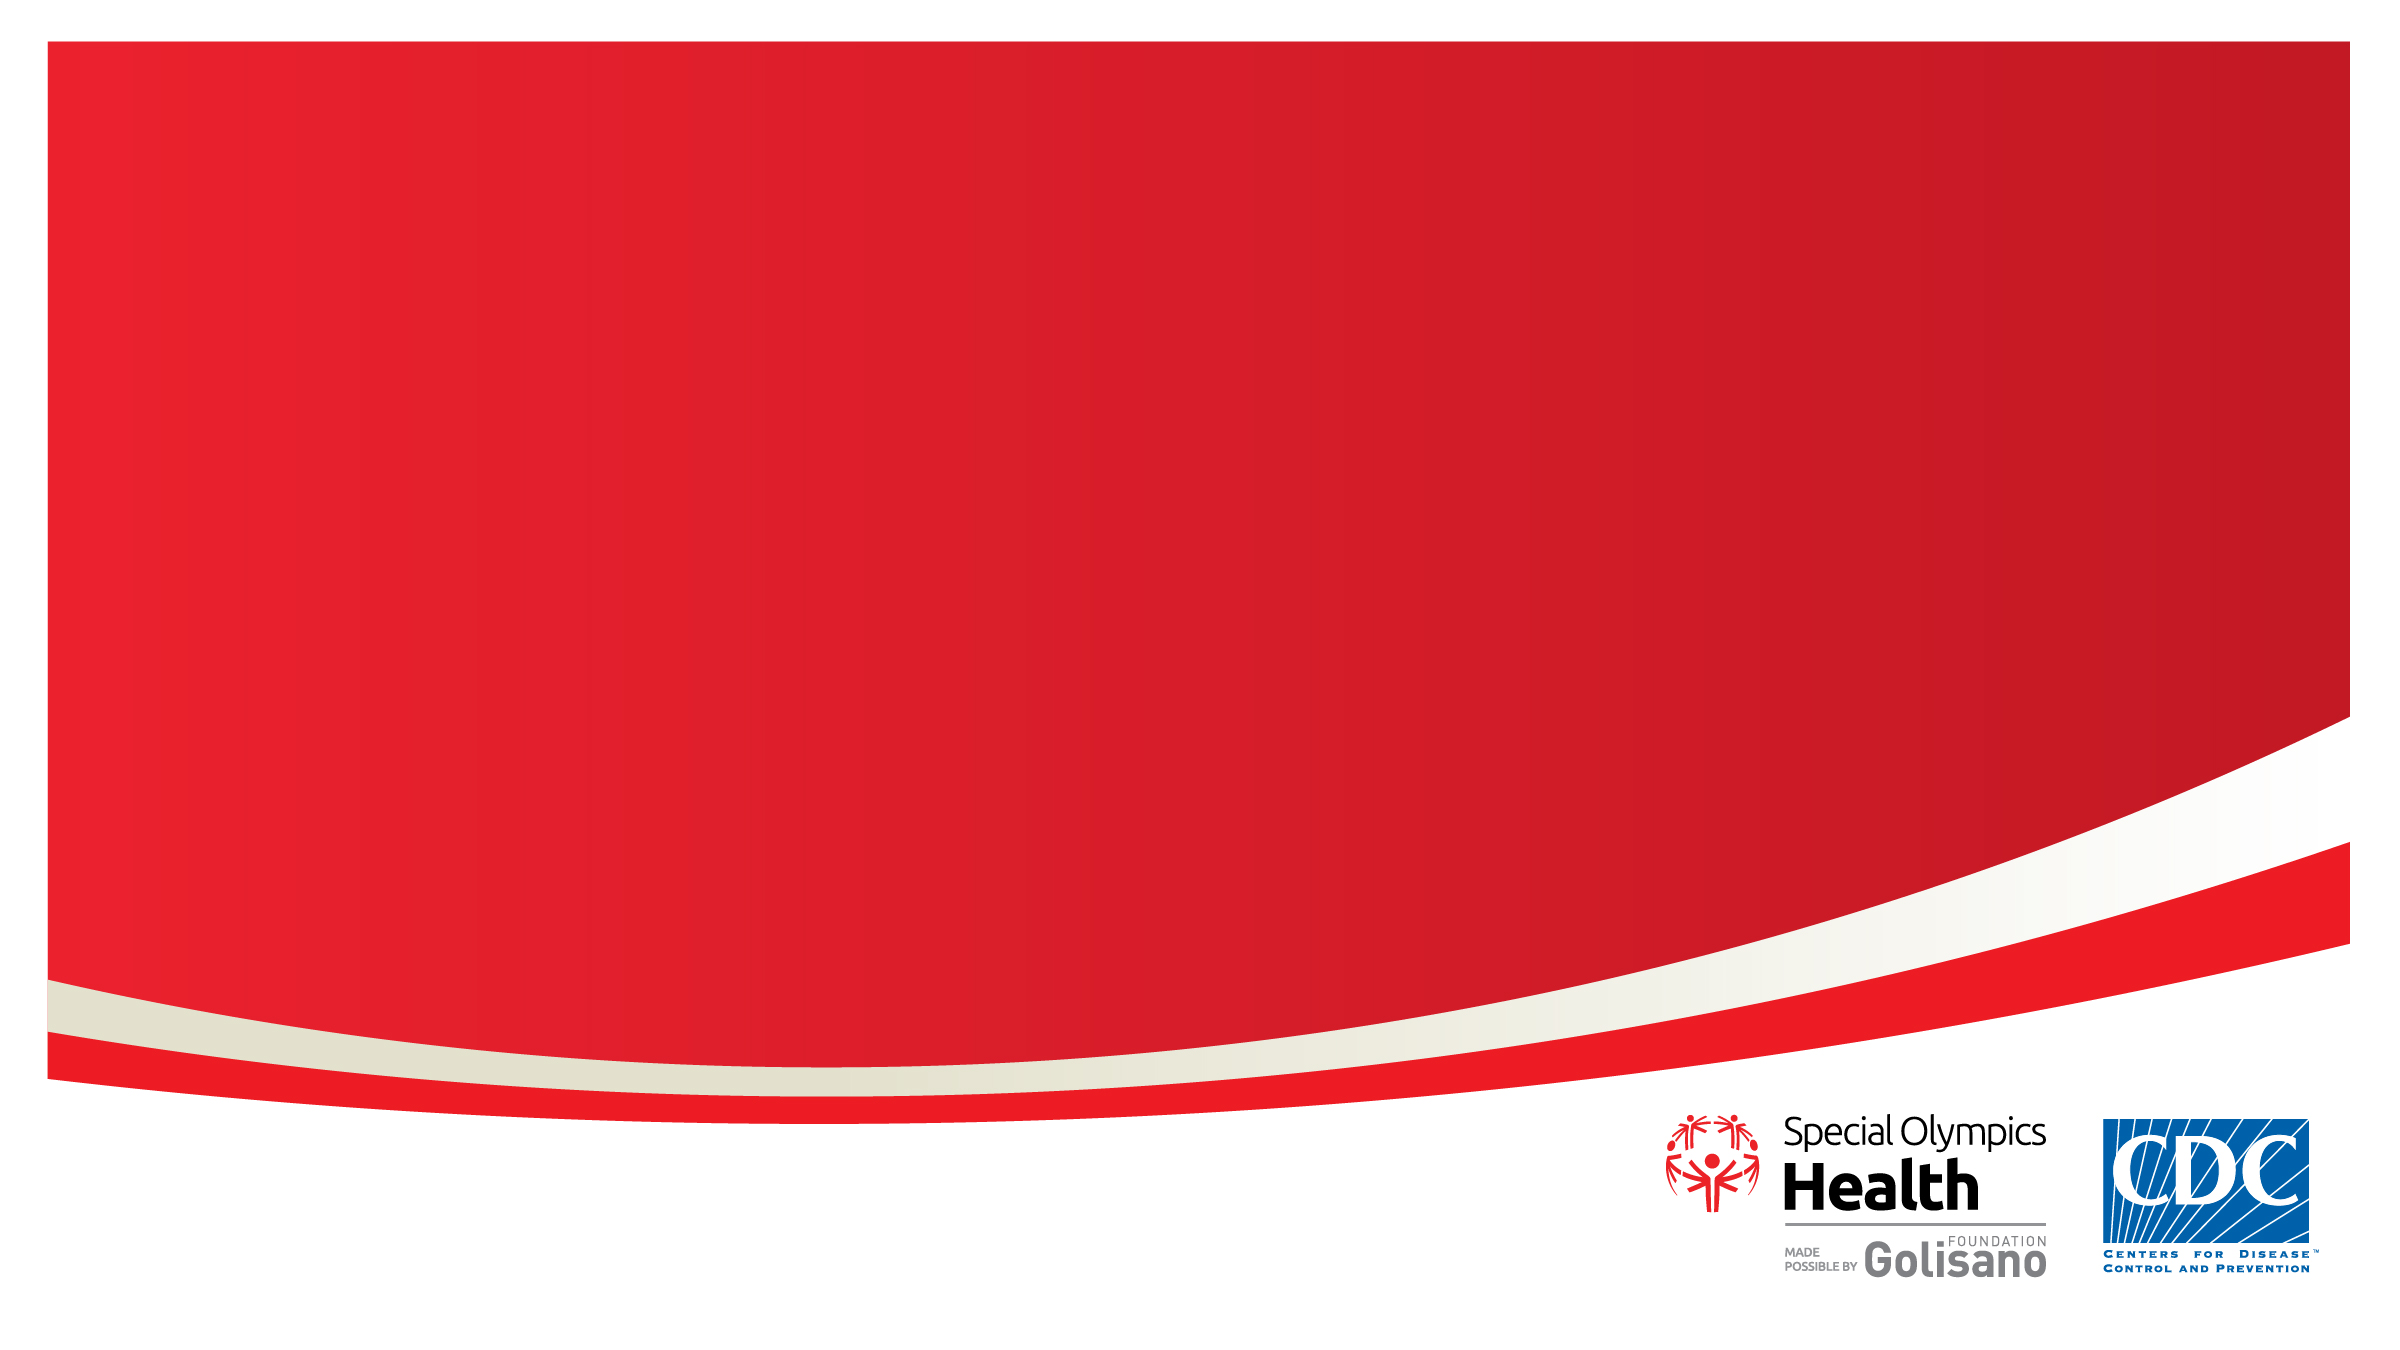 Special Olympics
Health
MADE
POSSIBLE BY
FOUNDATION
Golisano
CDC
CENTERS FOR DISEASE™
CONTROL AND PREVENTION